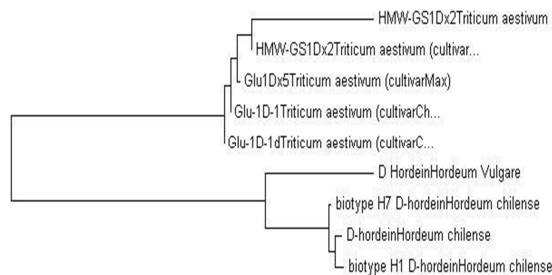 HMW-GS1Dx2Triticum aestivum
HMW-GS1Dx2Triticum aestivum (cultivar...
Glu1Dx5Triticum aestivum (cultivarMax)
Glu-1D-1Triticum aestivum (cultivarCh...
Glu-1D-1dTriticum aestivum (cultivarC...
D HordeinHordeum Vulgare
biotype H7 D-hordeinHordeum chilense
D-hordeinHordeum chilense
biotype H1 D-hordeinHordeum chilense